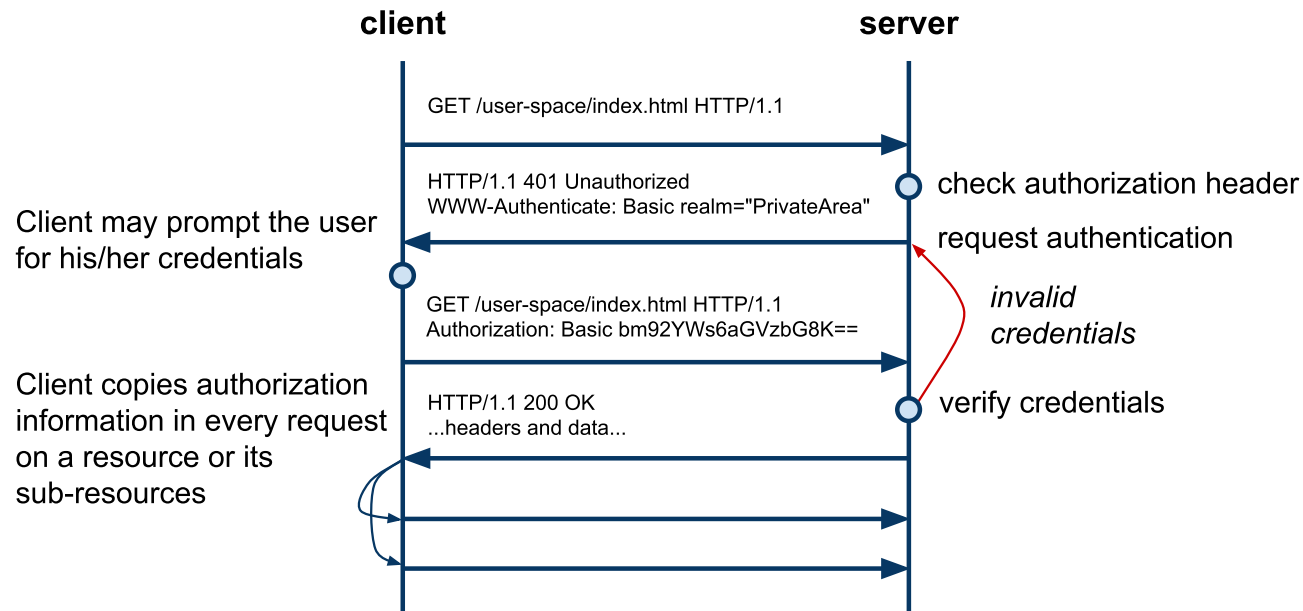 client
server
GET /user-space/index.html HTTP/1.1
HTTP/1.1 401 Unauthorized
WWW-Authenticate: Basic realm="PrivateArea"
check authorization header
request authentication
Client may prompt the user
for his/her credentials
GET /user-space/index.html HTTP/1.1
Authorization: Basic bm92YWs6aGVzbG8K==
invalid
credentials
Client copies authorization
information in every request
on a resource or its
sub-resources
HTTP/1.1 200 OK
...headers and data...
verify credentials